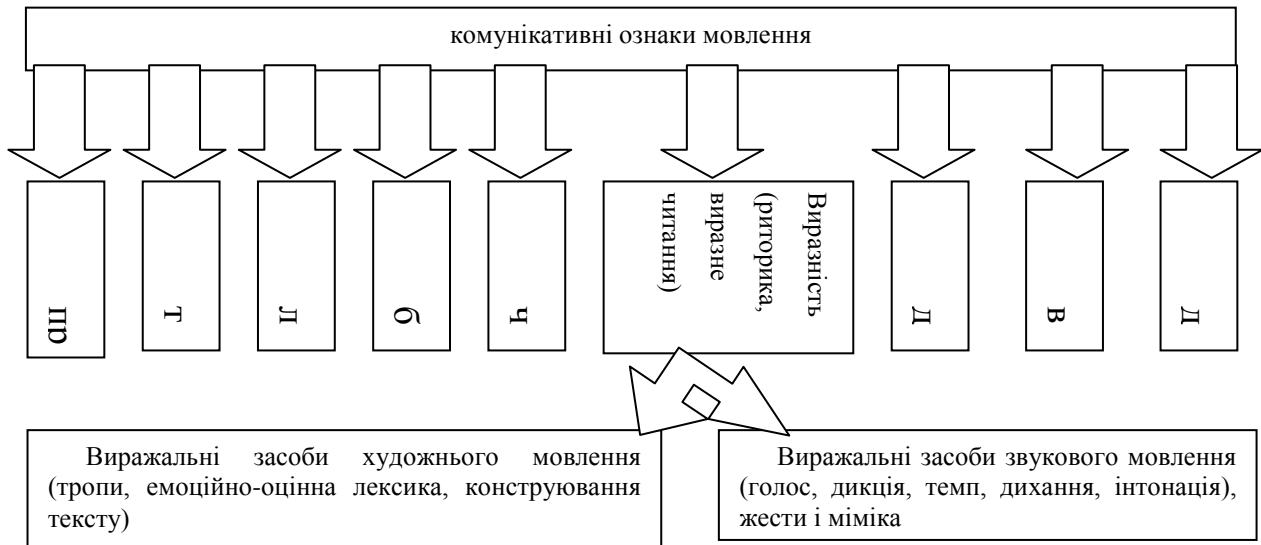 комунікативні ознаки мовлення
пр
т
л
б
ч
Виразність
(риторика,
виразне
читання)
д
в
д
Виражальні засоби художнього мовлення
(тропи, емоційно-оцінна лексика, конструювання
тексту)
Виражальні засоби звукового мовлення
(голос, дикція, темп, дихання, інтонація),
жести і міміка